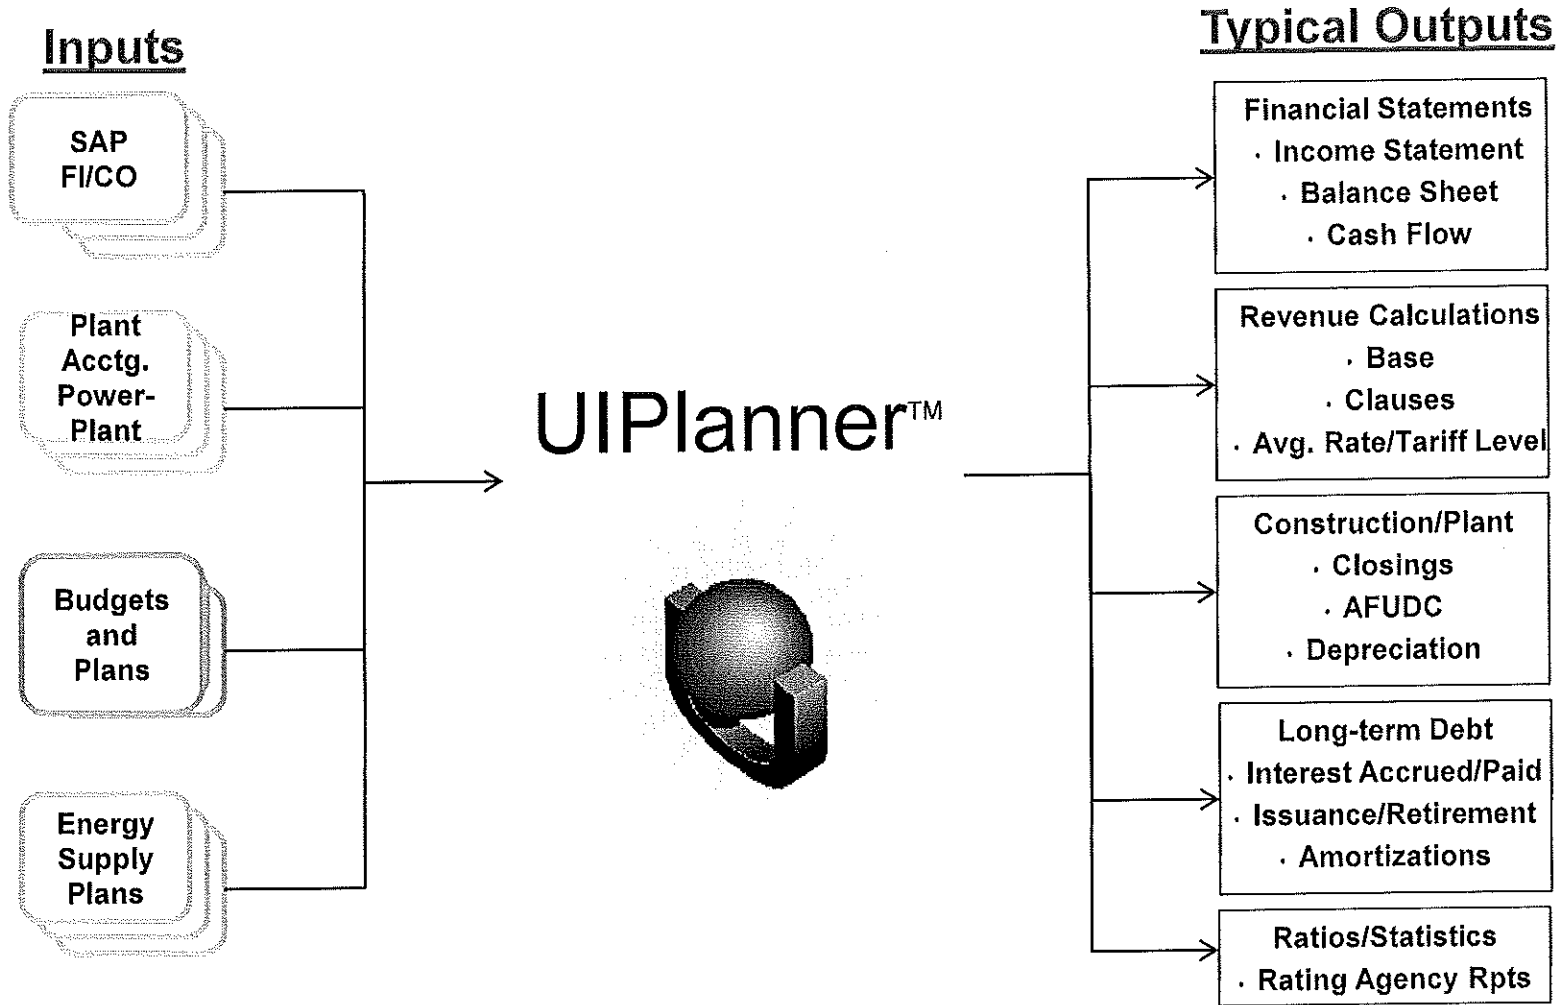 Inputs
SAP
FI/CO
Plant
Acctg.
Power-
Plant
Budgets
and
Plans
Energy
Supply
Plans
UIPlanner™
Typical Outputs
Financial Statements
· Income Statement
· Balance Sheet
· Cash Flow
Revenue Calculations
· Base
· Clauses
· Avg. Rate/Tariff Level
Construction/Plant
· Closings
· AFUDC
· Depreciation
Long-term Debt
· Interest Accrued/Paid
· Issuance/Retirement
· Amortizations
Ratios/Statistics
· Rating Agency Rpts